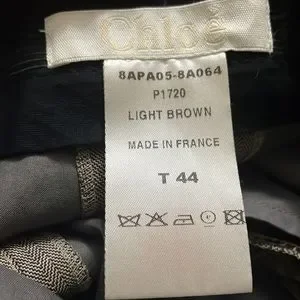 Chloé
8APA05-8A064
P1720
LIGHT BROWN
MADE IN FRANCE
T 44